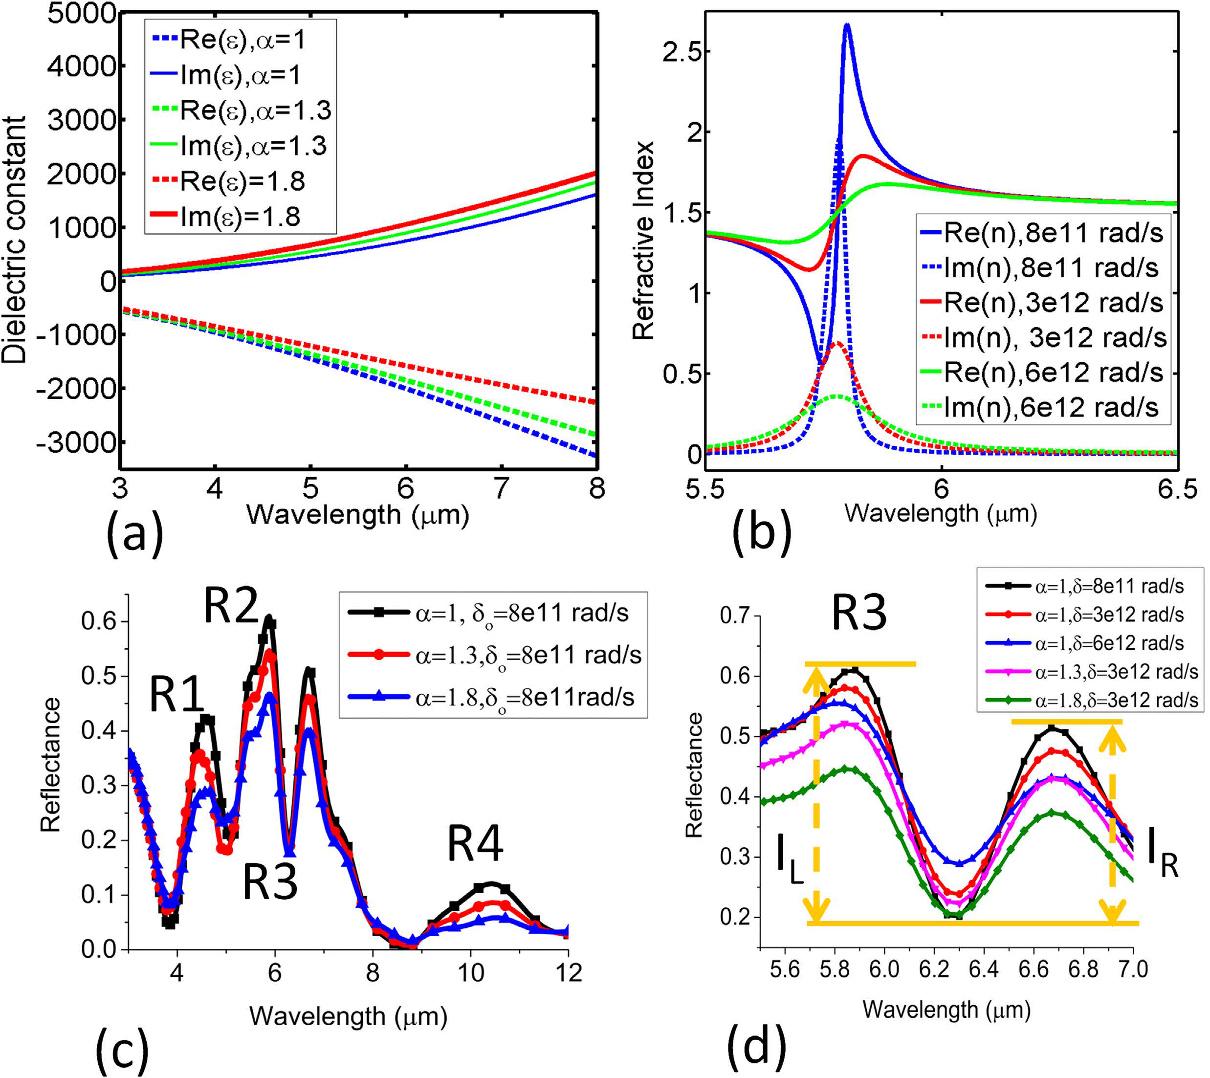 5000
4000
3000
2000
1000
0
-1000
-2000
-3000
Dielectric constant
Re(ε),α=1
Im(ε),α=1
Re(ε),α=1.3
Im(ε),α=1.3
Re(ε)=1.8
Im(ε)=1.8
3 4 5 6 7 8
Wavelength (μm)
(a)
2.5
2
1.5
1
0.5
0
Refractive Index
Re(n),8e11 rad/s
Im(n),8e11 rad/s
Re(n),3e12 rad/s
Im(n), 3e12 rad/s
Re(n),6e12 rad/s
Im(n),6e12 rad/s
5.5 6 6.5
Wavelength (μm)
(b)
0.6
0.5
0.4
0.3
0.2
0.1
0.0
Reflectance
R1
R2
R3
R4
α=1, δo=8e11 rad/s
α=1.3,δo=8e11 rad/s
α=1.8,δo=8e11rad/s
4 6 8 10 12
Wavelength (μm)
(c)
0.7
0.6
0.5
0.4
0.3
0.2
Reflectance
R3
α=1,δ=8e11 rad/s
α=1,δ=3e12 rad/s
α=1,δ=6e12 rad/s
α=1.3,δ=3e12 rad/s
α=1.8,δ=3e12 rad/s
IL
IR
5.6 5.8 6.0 6.2 6.4 6.6 6.8 7.0
Wavelength (μm)
(d)